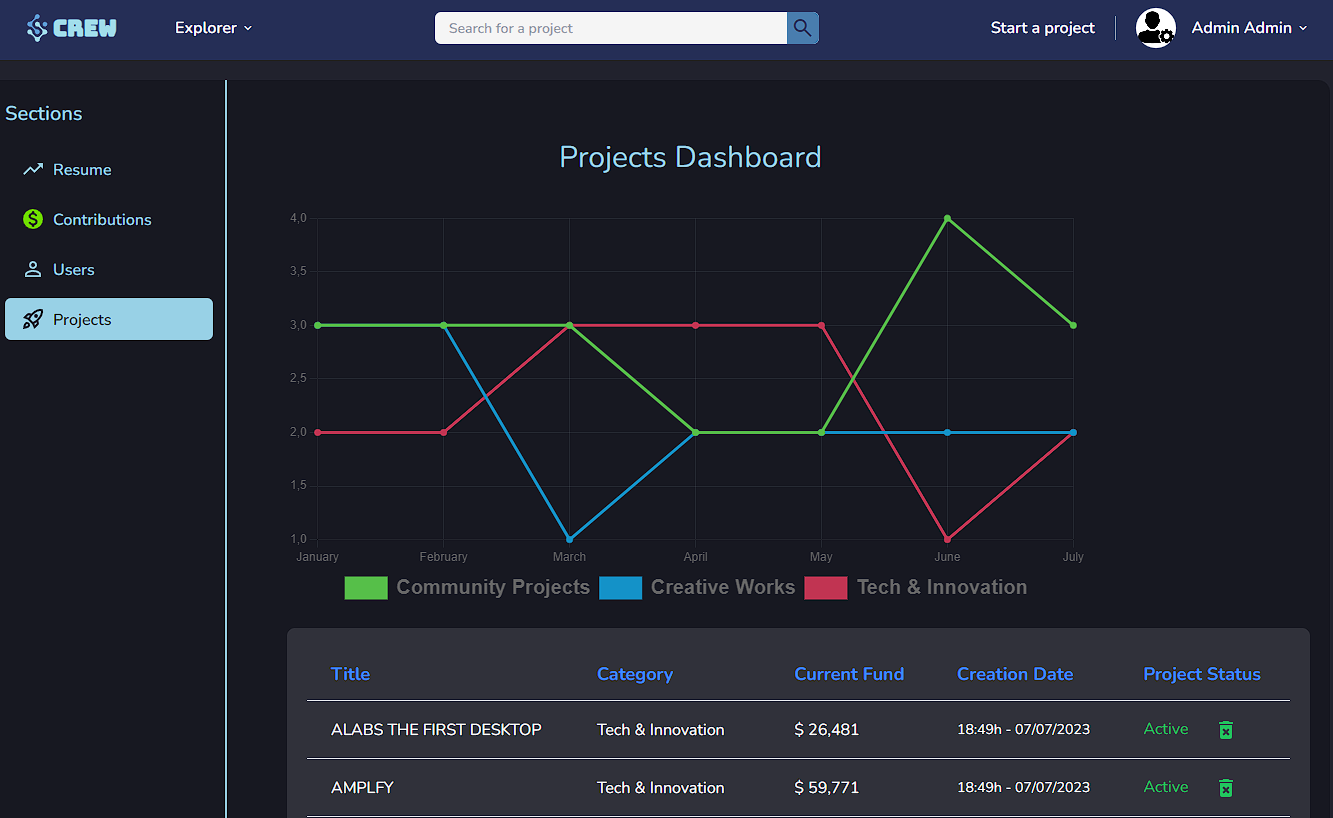 CREW
Explorer
Search for a project
Start a project
Admin Admin
Sections
Resume
Contributions
Users
Projects
Projects Dashboard
4,0
3,5
3,0
2,5
2,0
1,5
1,0
January February March April May June July
Community Projects Creative Works Tech & Innovation
Title Category Current Fund Creation Date Project Status
ALABS THE FIRST DESKTOP Tech & Innovation $ 26,481 18:49h - 07/07/2023 Active
AMPLFY Tech & Innovation $ 59,771 18:49h - 07/07/2023 Active